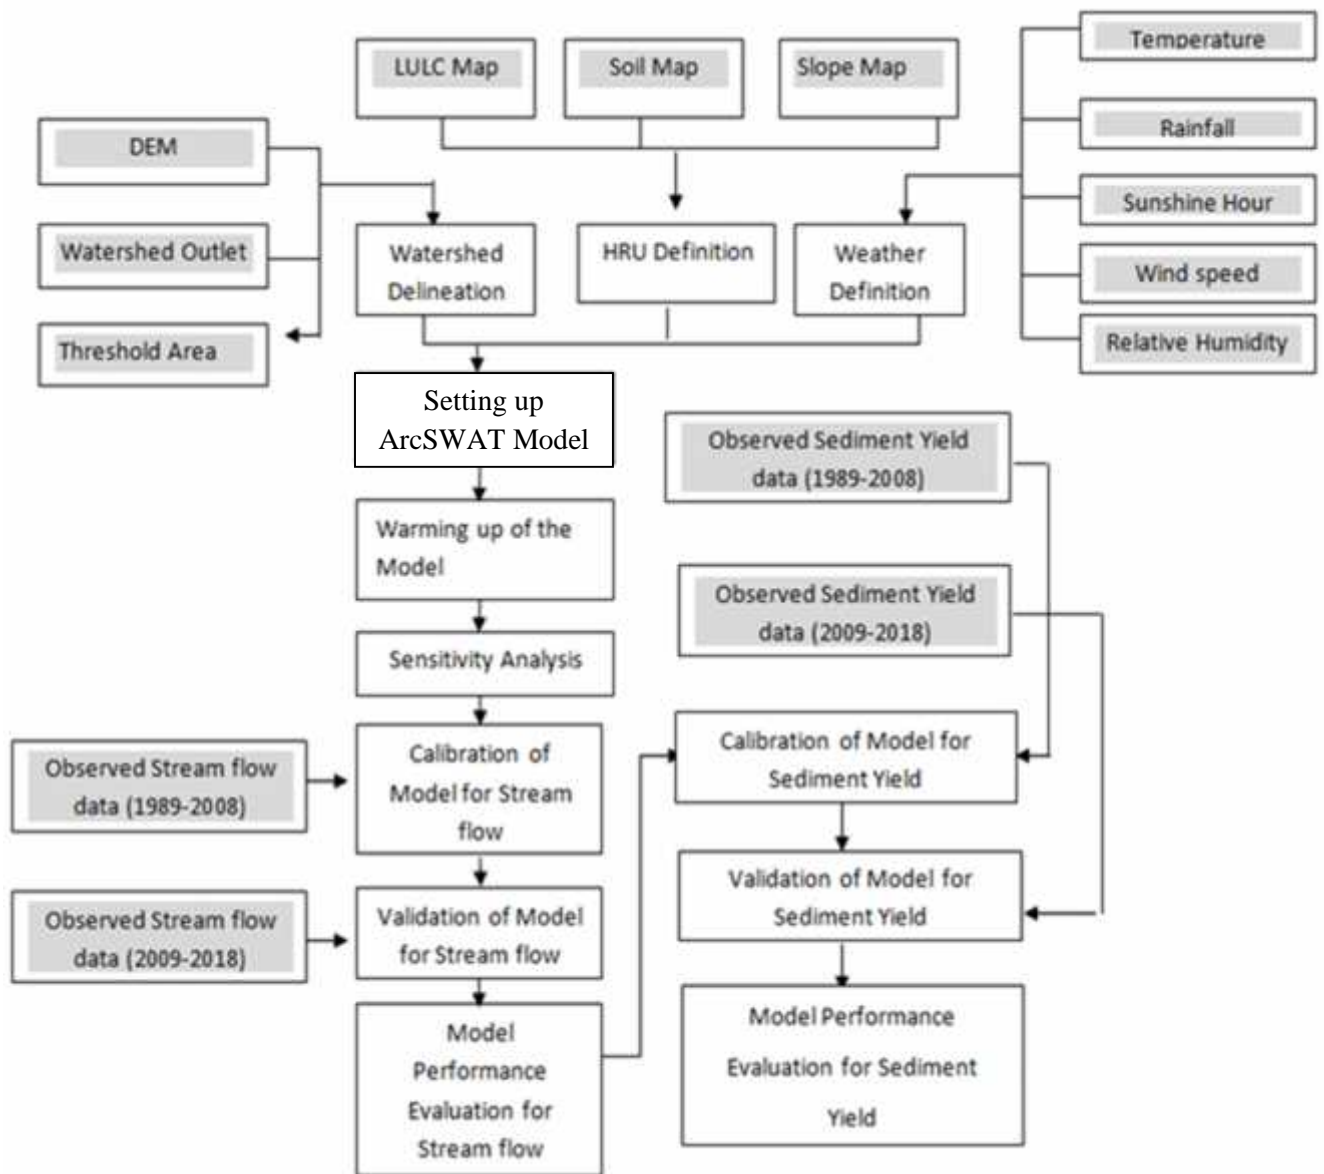 LULC Map
Soil Map
Slope Map
Temperature
DEM
Rainfall
Sunshine Hour
Watershed Outlet
Watershed
Delineation
HRU Definition
Weather
Definition
Wind speed
Threshold Area
Relative Humidity
Setting up
ArcSWAT Model
Observed Sediment Yield
data (1989-2008)
Warming up of the
Model
Observed Sediment Yield
data (2009-2018)
Sensitivity Analysis
Observed Stream flow
data (1989-2008)
Calibration of
Model for Stream
flow
Calibration of Model for
Sediment Yield
Observed Stream flow
data (2009-2018)
Validation of Model
for Stream flow
Validation of Model for
Sediment Yield
Model
Performance
Evaluation for
Stream flow
Model Performance
Evaluation for Sediment
Yield